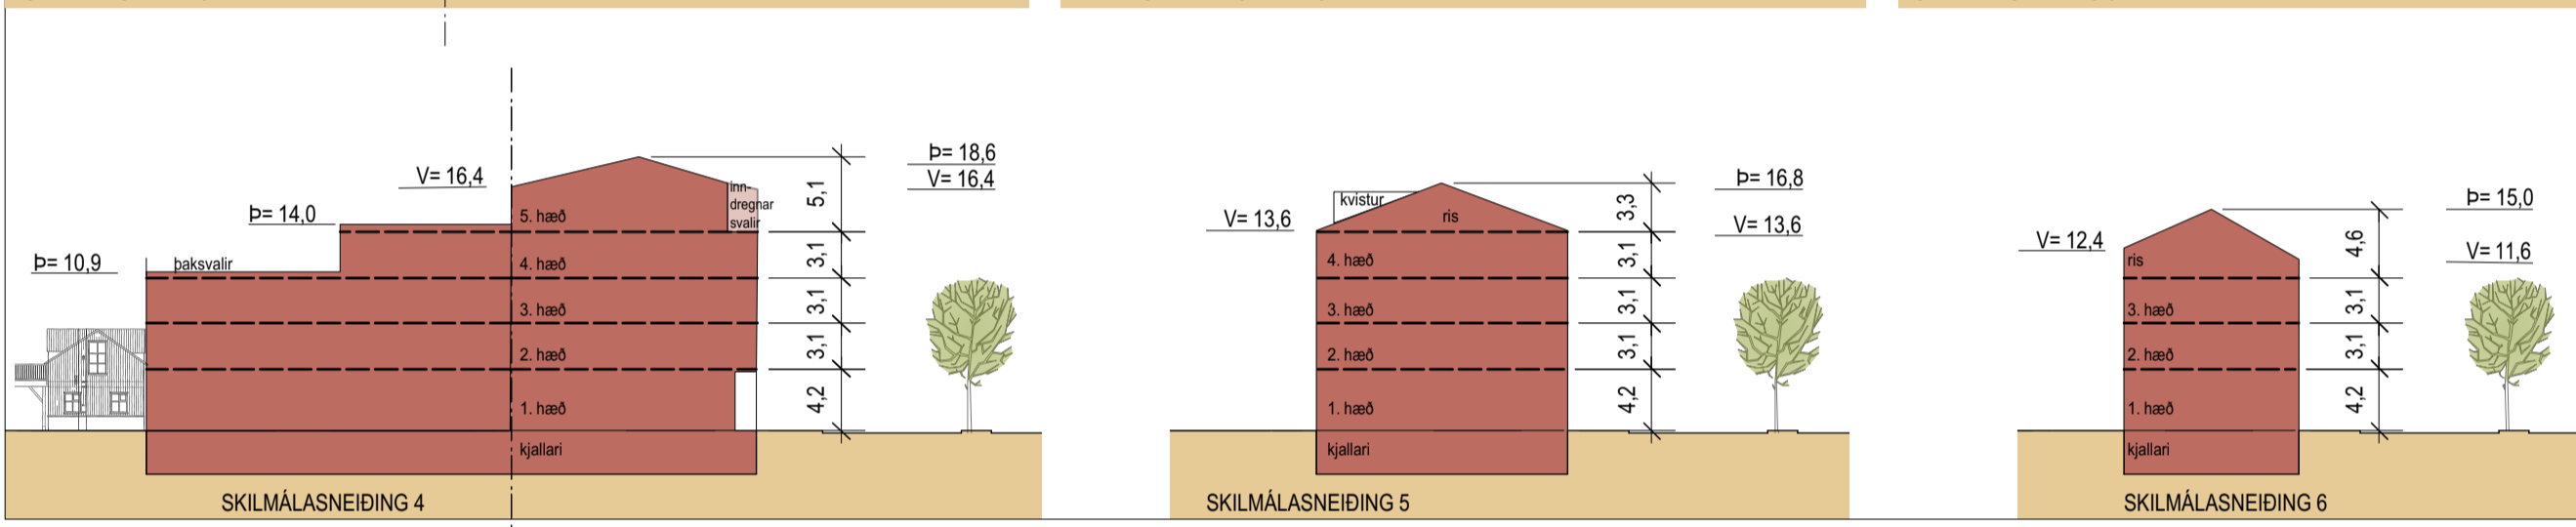 Þ= 18,6
V= 16,4
V= 16,4
Þ= 14,0
Þ= 10,9
þaksvalir
inn-
dregnar
svalir
5. hæð
4. hæð
3. hæð
2. hæð
1. hæð
kjallari
5,1
3,1
3,1
3,1
4,2
SKILMÁLASNEIÐING 4
kvistur
ris
V= 13,6
Þ= 16,8
V= 13,6
4. hæð
3. hæð
2. hæð
1. hæð
kjallari
3,3
3,1
3,1
3,1
4,2
SKILMÁLASNEIÐING 5
V= 12,4
Þ= 15,0
V= 11,6
ris
3. hæð
2. hæð
1. hæð
kjallari
4,6
3,1
3,1
4,2
SKILMÁLASNEIÐING 6